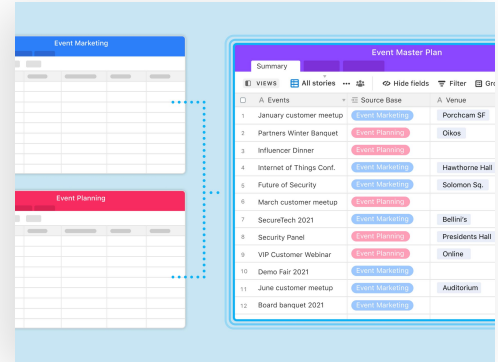 Event Marketing
Event Planning
Event Master Plan
Summary
VIEWS All stories ••• Hide fields Filter Gro
A Events Source Base A Venue
1 January customer meetup Event Marketing Porchcam SF
2 Partners Winter Banquet Event Planning Oikos
3 Influencer Dinner Event Planning
4 Internet of Things Conf. Event Marketing Hawthorne Hall
5 Future of Security Event Marketing Solomon Sq.
6 March customer meetup Event Planning
7 SecureTech 2021 Event Marketing Bellini's
8 Security Panel Event Planning Presidents Hall
9 VIP Customer Webinar Event Planning Online
10 Demo Fair 2021 Event Marketing
11 June customer meetup Event Marketing Auditorium
12 Board banquet 2021 Event Marketing